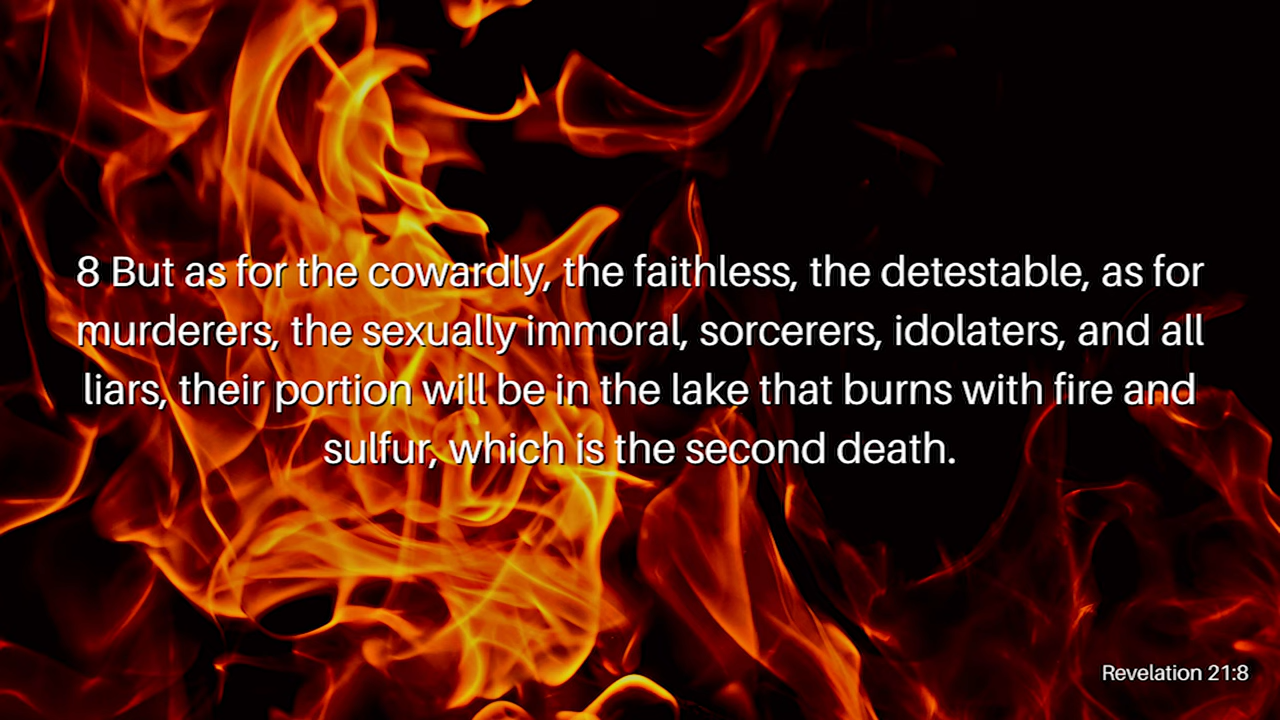 8 But as for the cowardly, the faithless, the detestable, as for
murderers, the sexually immoral, sorcerers, idolaters, and all
liars, their portion will be in the lake that burns with fire and
sulfur, which is the second death.
Revelation 21:8